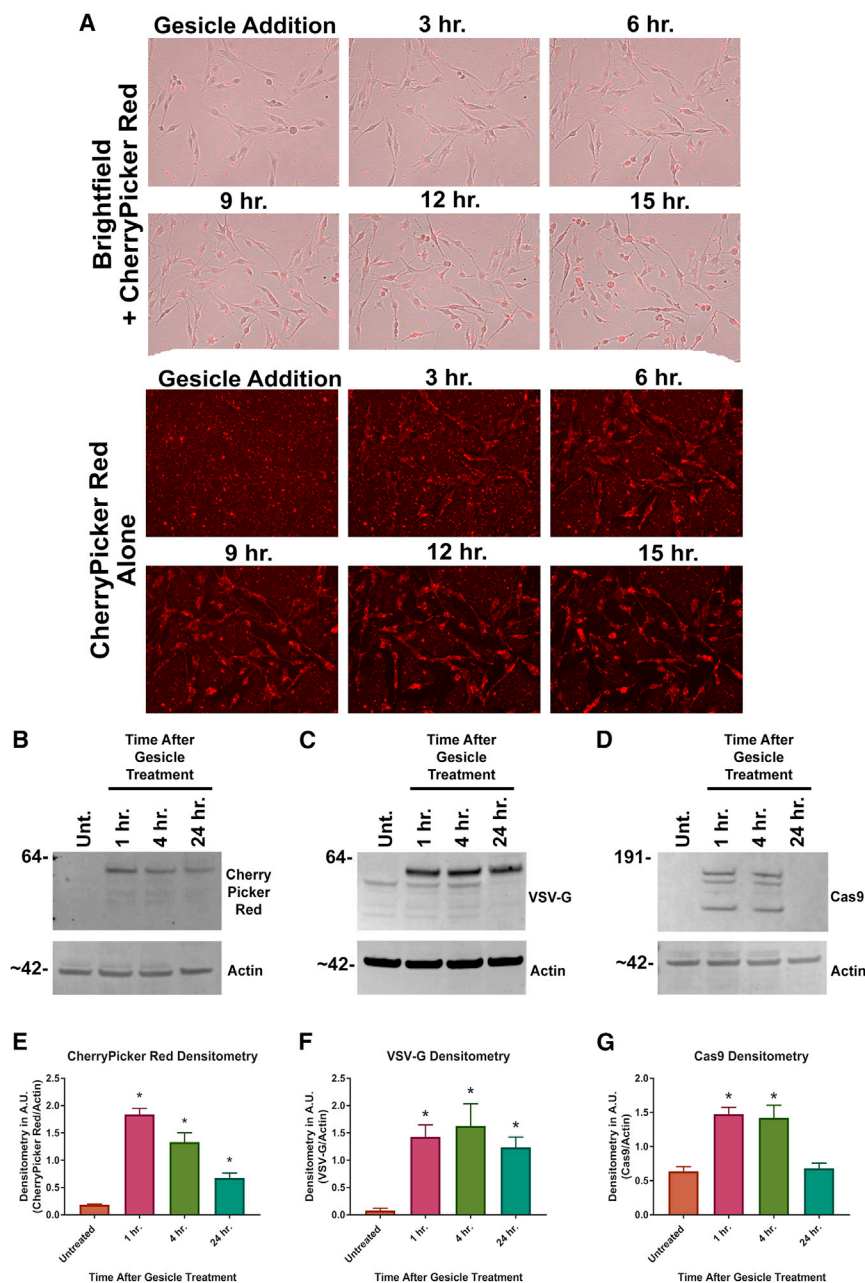 A
Gesicle Addition 3 hr. 6 hr.
Brightfield
+ CherryPicker Red
9 hr. 12 hr. 15 hr.
Gesicle Addition 3 hr. 6 hr.
CherryPicker Red
Alone
9 hr. 12 hr. 15 hr.
B
Time After
Gesicle
Treatment
Unt. 1 hr. 4 hr. 24 hr.
64-
Cherry
Picker
Red
~42-
Actin
C
Time After
Gesicle
Treatment
Unt. 1 hr. 4 hr. 24 hr.
64-
VSV-G
~42-
Actin
D
Time After
Gesicle
Treatment
Unt. 1 hr. 4 hr. 24 hr.
191-
Cas9
~42-
Actin
E
CherryPicker Red Densitometry
Densitometry in A.U.
(CherryPicker Red/Actin)
2.5
2.0
1.5
1.0
0.5
0.0
* * *
Untreated 1 hr. 4 hr. 24 hr.
Time After Gesicle Treatment
F
VSV-G Densitometry
Densitometry in A.U.
(VSV-G/Actin)
2.5
2.0
1.5
1.0
0.5
0.0
* * *
Untreated 1 hr. 4 hr. 24 hr.
Time After Gesicle Treatment
G
Cas9 Densitometry
Densitometry in A.U.
(Cas9/Actin)
2.0
1.5
1.0
0.5
0.0
* *
Untreated 1 hr. 4 hr. 24 hr.
Time After Gesicle Treatment